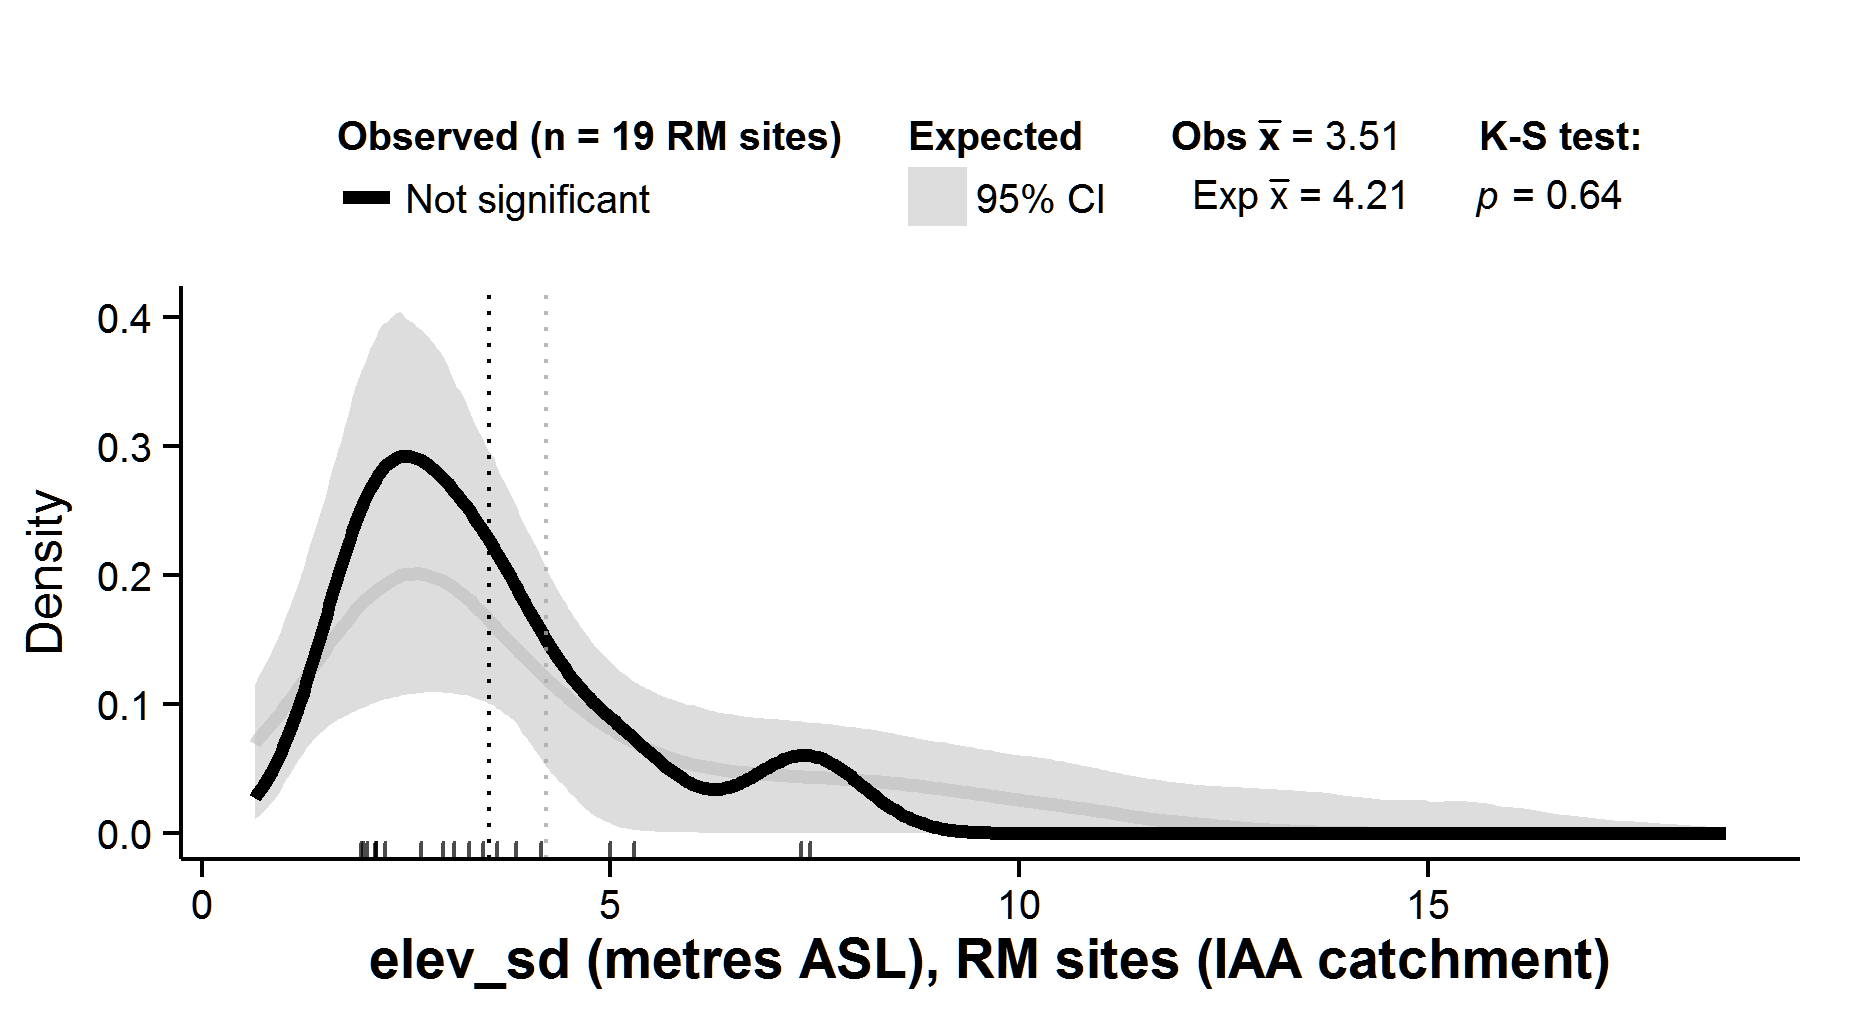 Observed (n = 19 RM sites) Expected Obs x̅ = 3.51 K-S test:
Not significant 95% CI Exp x̅ = 4.21 p = 0.64
0.4
0.3
0.2
0.1
0.0
Density
0 5 10 15
elev_sd (metres ASL), RM sites (IAA catchment)